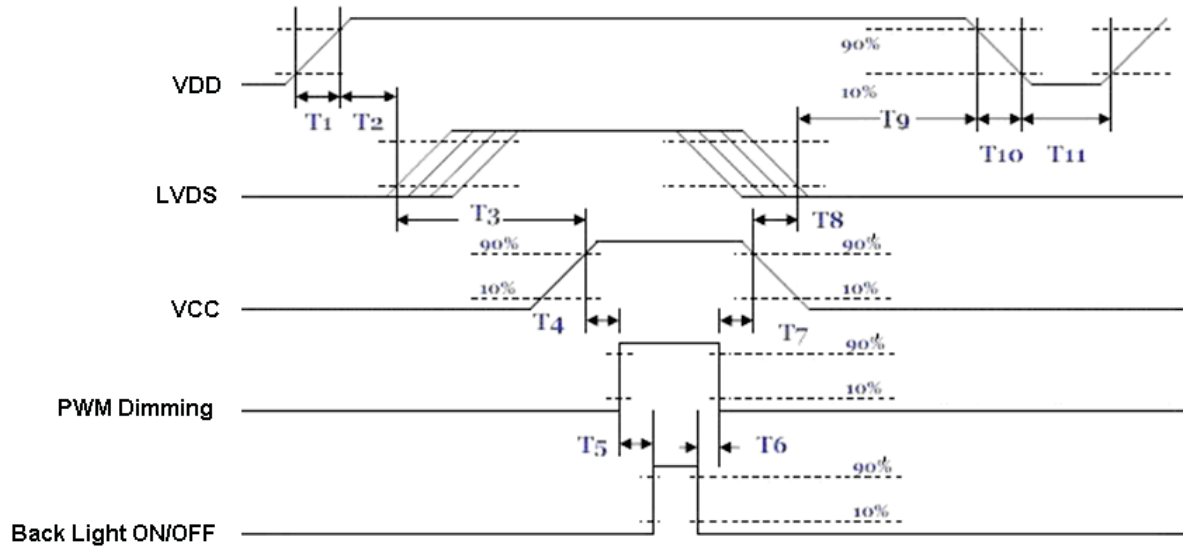 90%
VDD
10%
T1 T2 T9
T10 T11
LVDS
T3 T8
90% 90%
10% 10%
VCC
T4 T7
90%
PWM Dimming
10%
T5 T6
90%
10%
Back Light ON/OFF